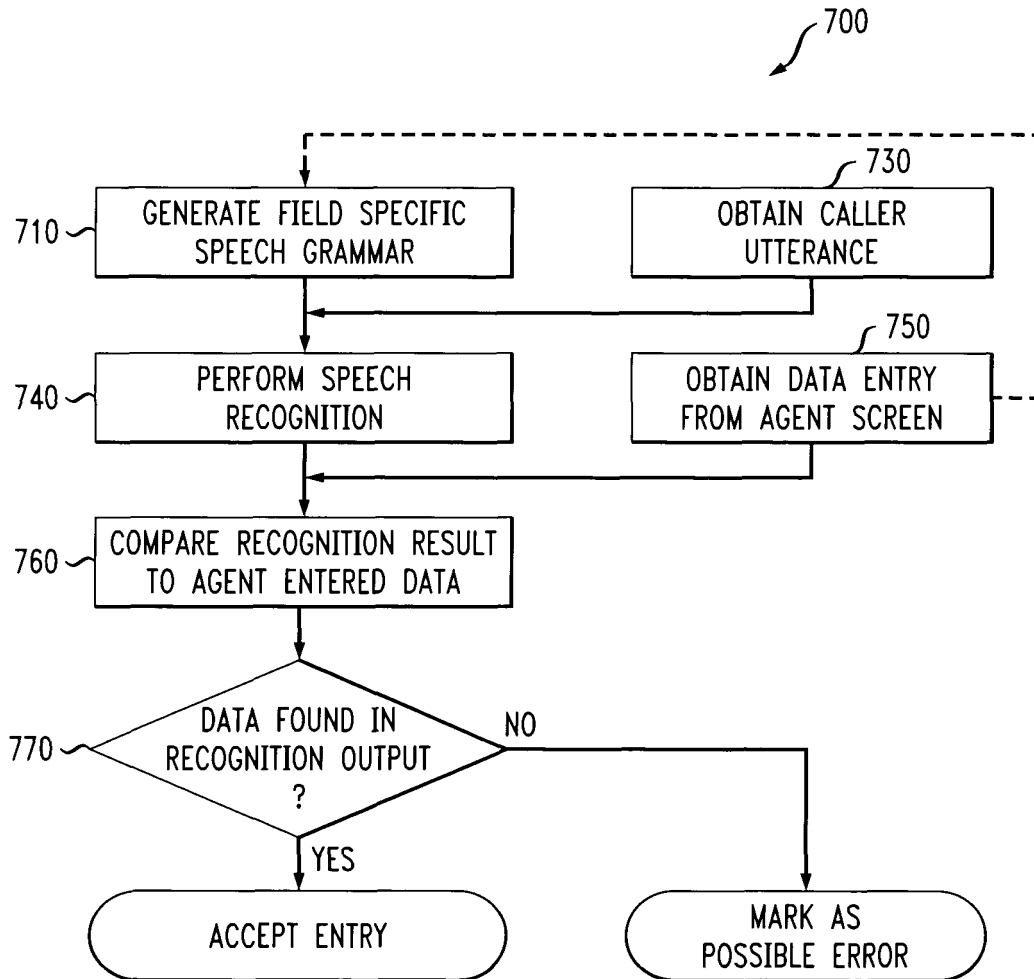 700
710
GENERATE FIELD SPECIFIC
SPEECH GRAMMAR
730
OBTAIN CALLER
UTTERANCE
740
PERFORM SPEECH
RECOGNITION
750
OBTAIN DATA ENTRY
FROM AGENT SCREEN
760
COMPARE RECOGNITION RESULT
TO AGENT ENTERED DATA
770
DATA FOUND IN
RECOGNITION OUTPUT
?
NO
YES
ACCEPT ENTRY
MARK AS
POSSIBLE ERROR